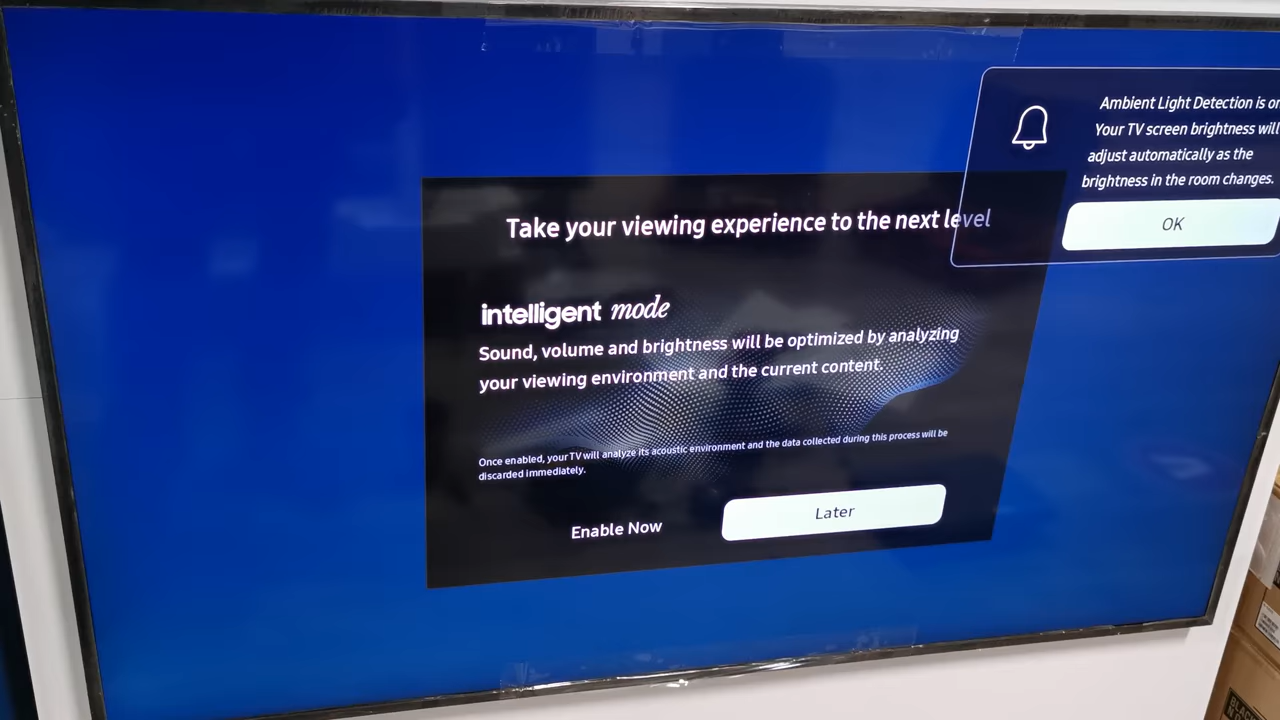 Ambient Light Detection is
Your TV screen brightness will
adjust automatically as the
brightness in the room changes.
OK
Take your viewing experience to the next level
intelligent mode
Sound, volume and brightness will be optimized by analyzing
your viewing environment and the current content.
Once enabled, your TV will analyze its acoustic environment and the data collected during this process will be
discarded immediately.
Enable Now
Later